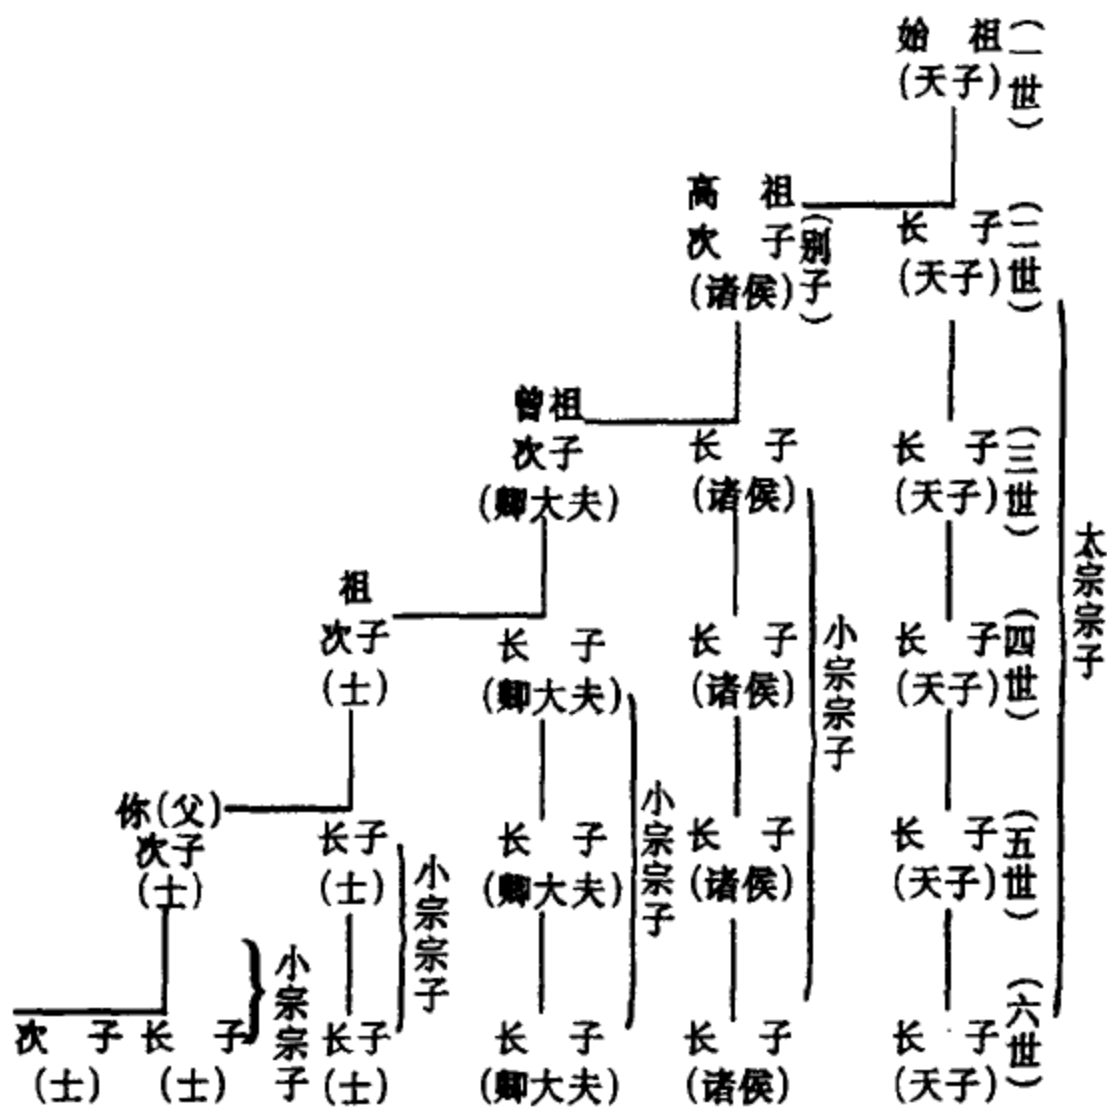 始 祖(一世)
(天子)
高 祖
次 子(别子)
(诸侯)
长 子(二世)
(天子)
曾祖
次子
(卿大夫)
长 子
(诸侯)
长 子(三世)
(天子)
祖
次子
(士)
长 子
(卿大夫)
长 子
(诸侯)
长 子(四世)
(天子)
你(父)
次子
(士)
长子
(士)
长 子
(卿大夫)
长 子
(诸侯)
长 子(五世)
(天子)
次 子
(士)
长 子
(士)
长子
(士)
长 子
(卿大夫)
长 子
(诸侯)
长 子(六世)
(天子)
小宗宗子
小宗宗子
小宗宗子
小宗宗子
太宗宗子